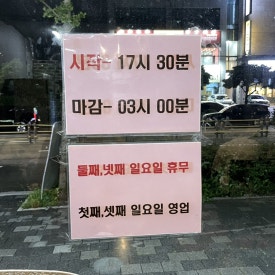 시작- 17시 30분
마감- 03시 00분
둘째,넷째 일요일 휴무
첫째,셋째 일요일 영업